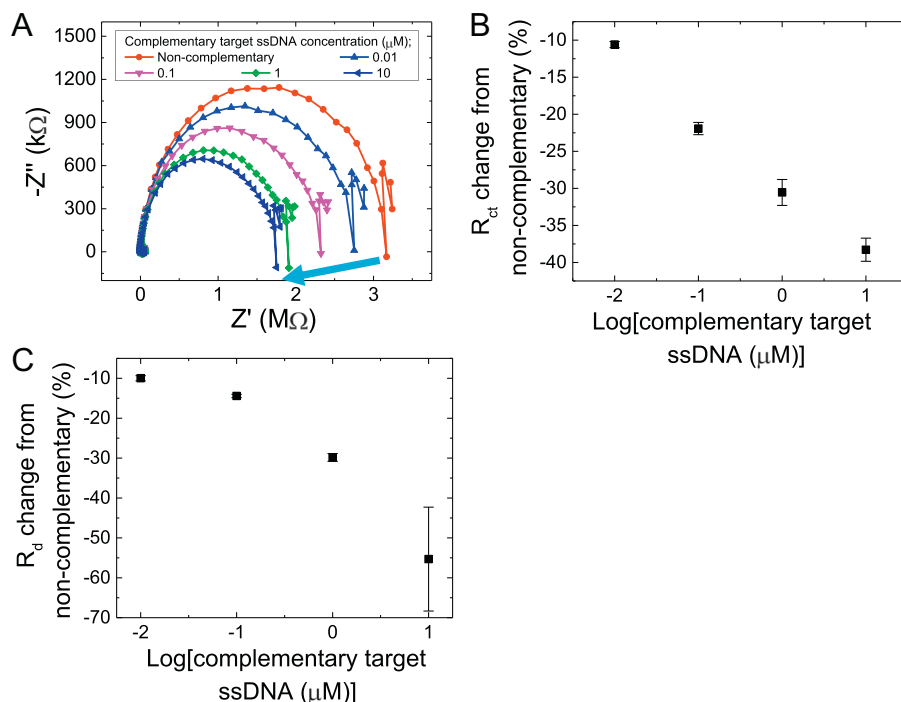 A
Complementary target ssDNA concentration (μM);
Non-complementary 0.01
0.1 1 10
1500
1200
900
600
300
0
-Z'' (kΩ)
0 1 2 3
Z' (MΩ)
B
-10
-15
-20
-25
-30
-35
-40
Rct change from
non-complementary (%)
-2 -1 0 1
Log[complementary target
ssDNA (μM)]
C
-10
-20
-30
-40
-50
-60
-70
Rd change from
non-complementary (%)
-2 -1 0 1
Log[complementary target
ssDNA (μM)]